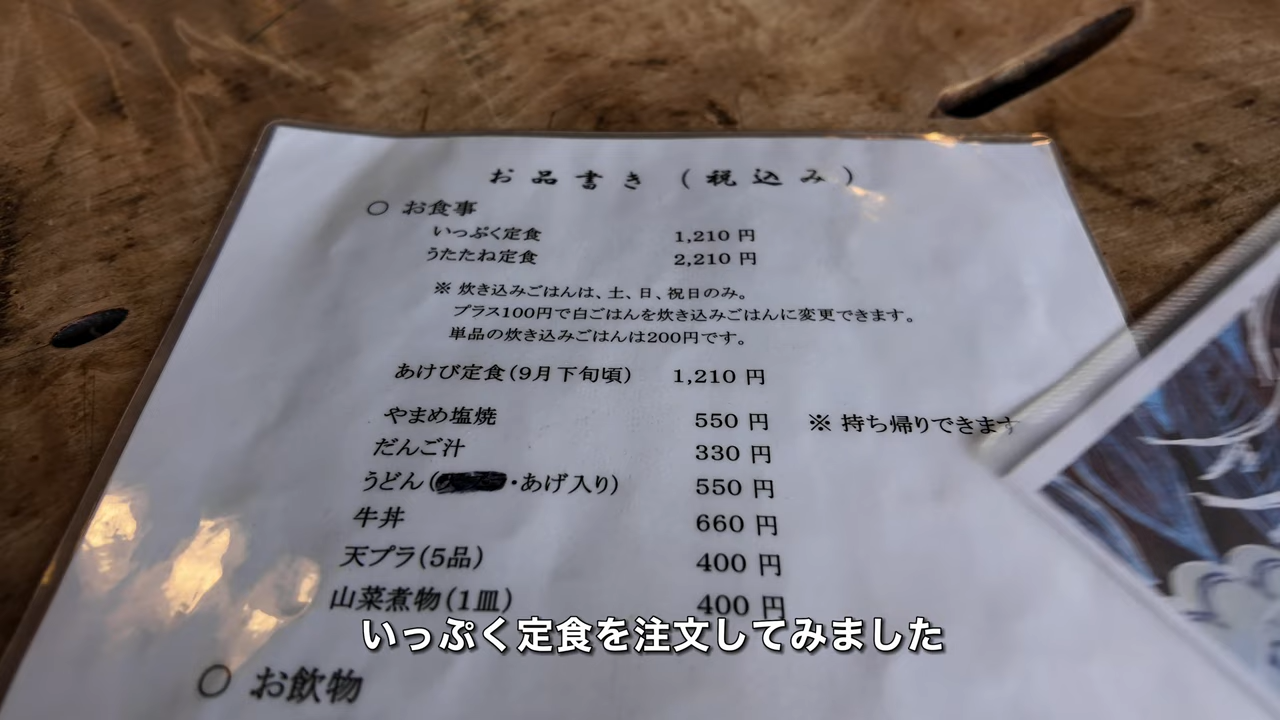 お品書き（税込み）
○ お食事
いっぷく定食 1,210 円
うたたね定食 2,210 円
※ 炊き込みごはんは、土、日、祝日のみ。
プラス100円で白ごはんを炊き込みごはんに変更できます。
単品の炊き込みごはんは200円です。
あけび定食(9月下旬頃) 1,210 円
やまめ塩焼 550 円 ※ 持ち帰りできます
だんご汁 330 円
うどん(・あげ入り) 550 円
牛丼 660 円
天プラ(5品) 400 円
山菜煮物(1皿) 400 円
いっぷく定食を注文してみました
○ お飲物